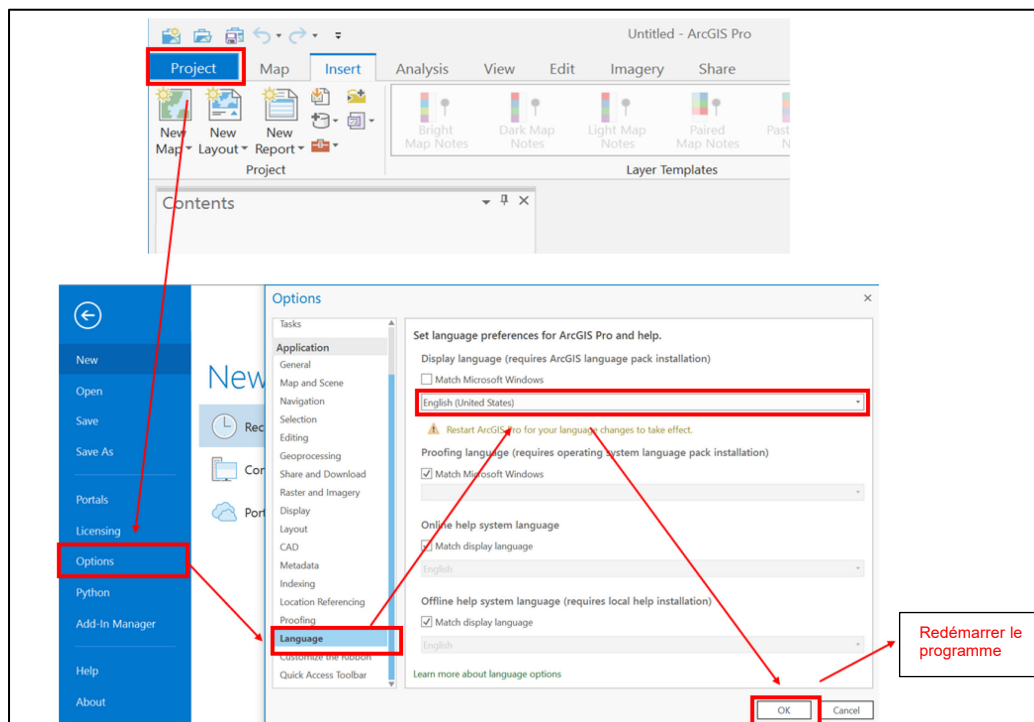 Untitled - ArcGIS Pro
Project Map Insert Analysis View Edit Imagery Share
New Map New Layout New Report
Bright Map Notes Dark Map Notes Light Map Notes Paired Map Notes
Project Layer Templates
Contents
Options
Tasks
Application
General
Map and Scene
Navigation
Selection
Editing
Geoprocessing
Share and Download
Raster and Imagery
Display
Layout
CAD
Metadata
Indexing
Location Referencing
Proofing
Language
Customize the Ribbon
Quick Access Toolbar
New
Open
Save
Save As
Portals
Licensing
Options
Python
Add-In Manager
Help
About
New
Set language preferences for ArcGIS Pro and help.
Display language (requires ArcGIS language pack installation)
Match Microsoft Windows
English (United States)
Restart ArcGIS Pro for your language changes to take effect.
Proofing language (requires operating system language pack installation)
Match Microsoft Windows
Online help system language
Match display language
English
Offline help system language (requires local help installation)
Match display language
English
Learn more about language options
OK Cancel
Redémarrer le
programme